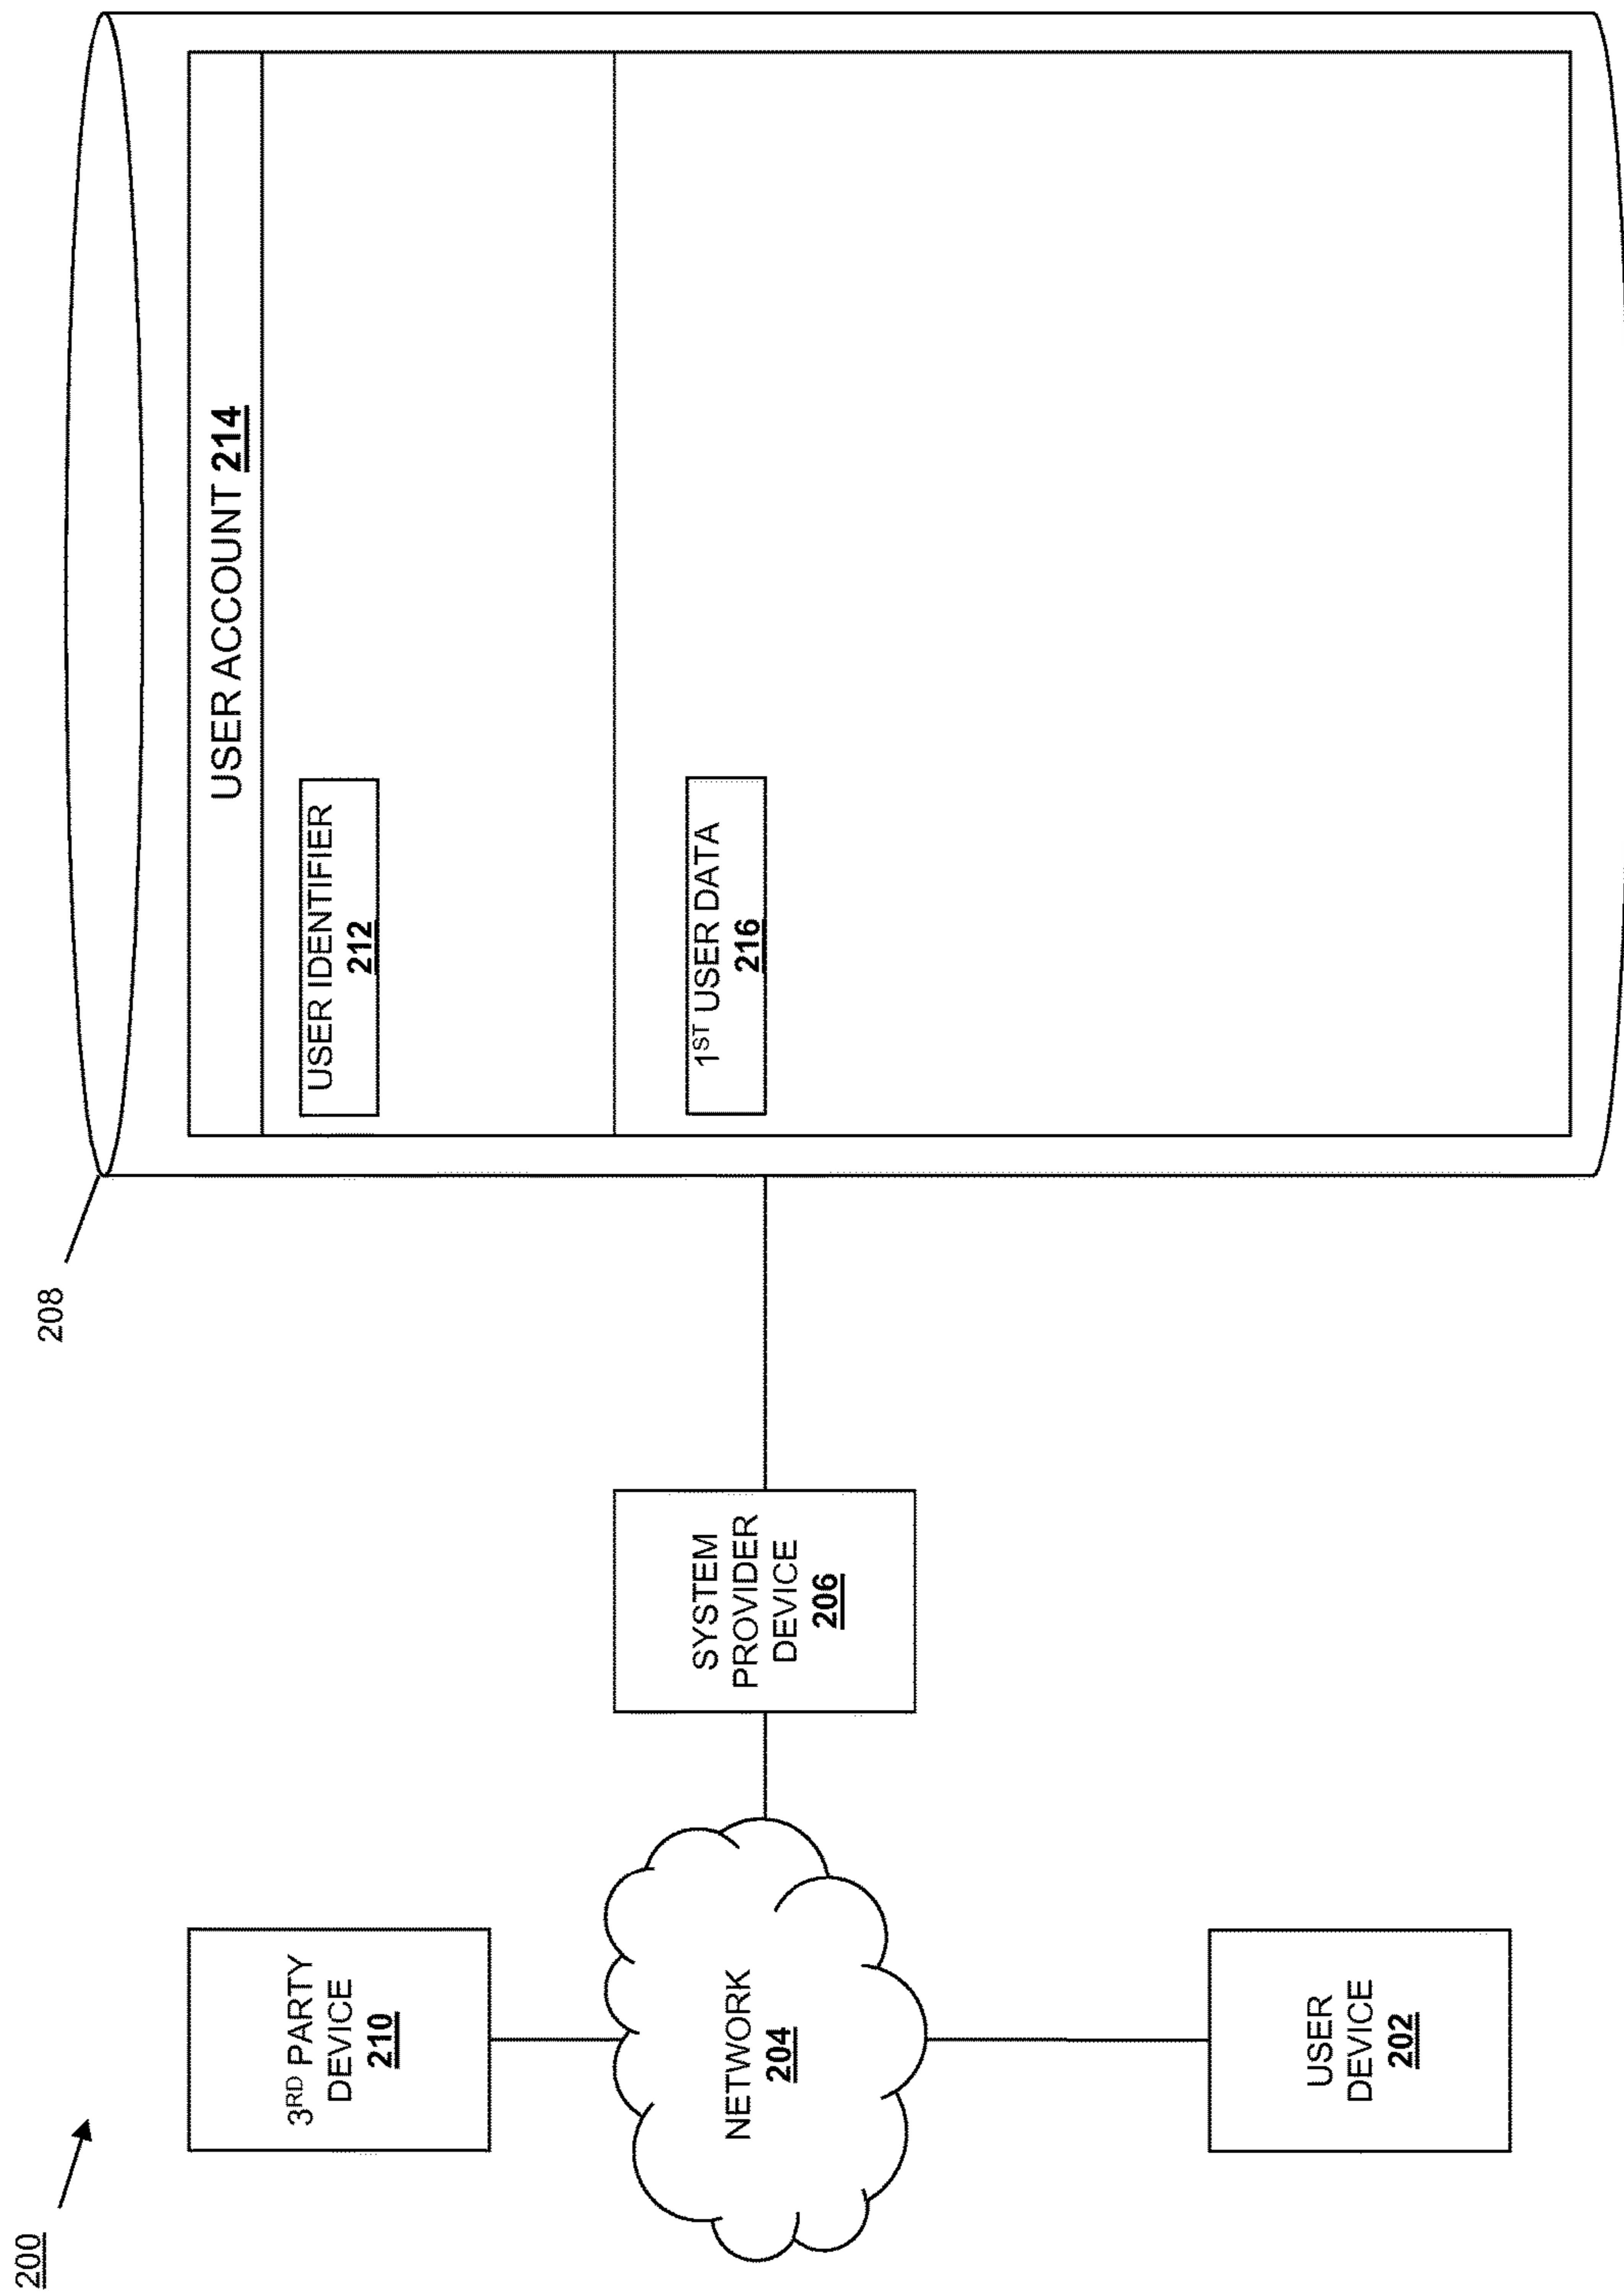 200
208
3RD PARTY
DEVICE
210
NETWORK
204
USER
DEVICE
202
SYSTEM
PROVIDER
DEVICE
206
USER ACCOUNT 214
USER IDENTIFIER
212
1ST USER DATA
216